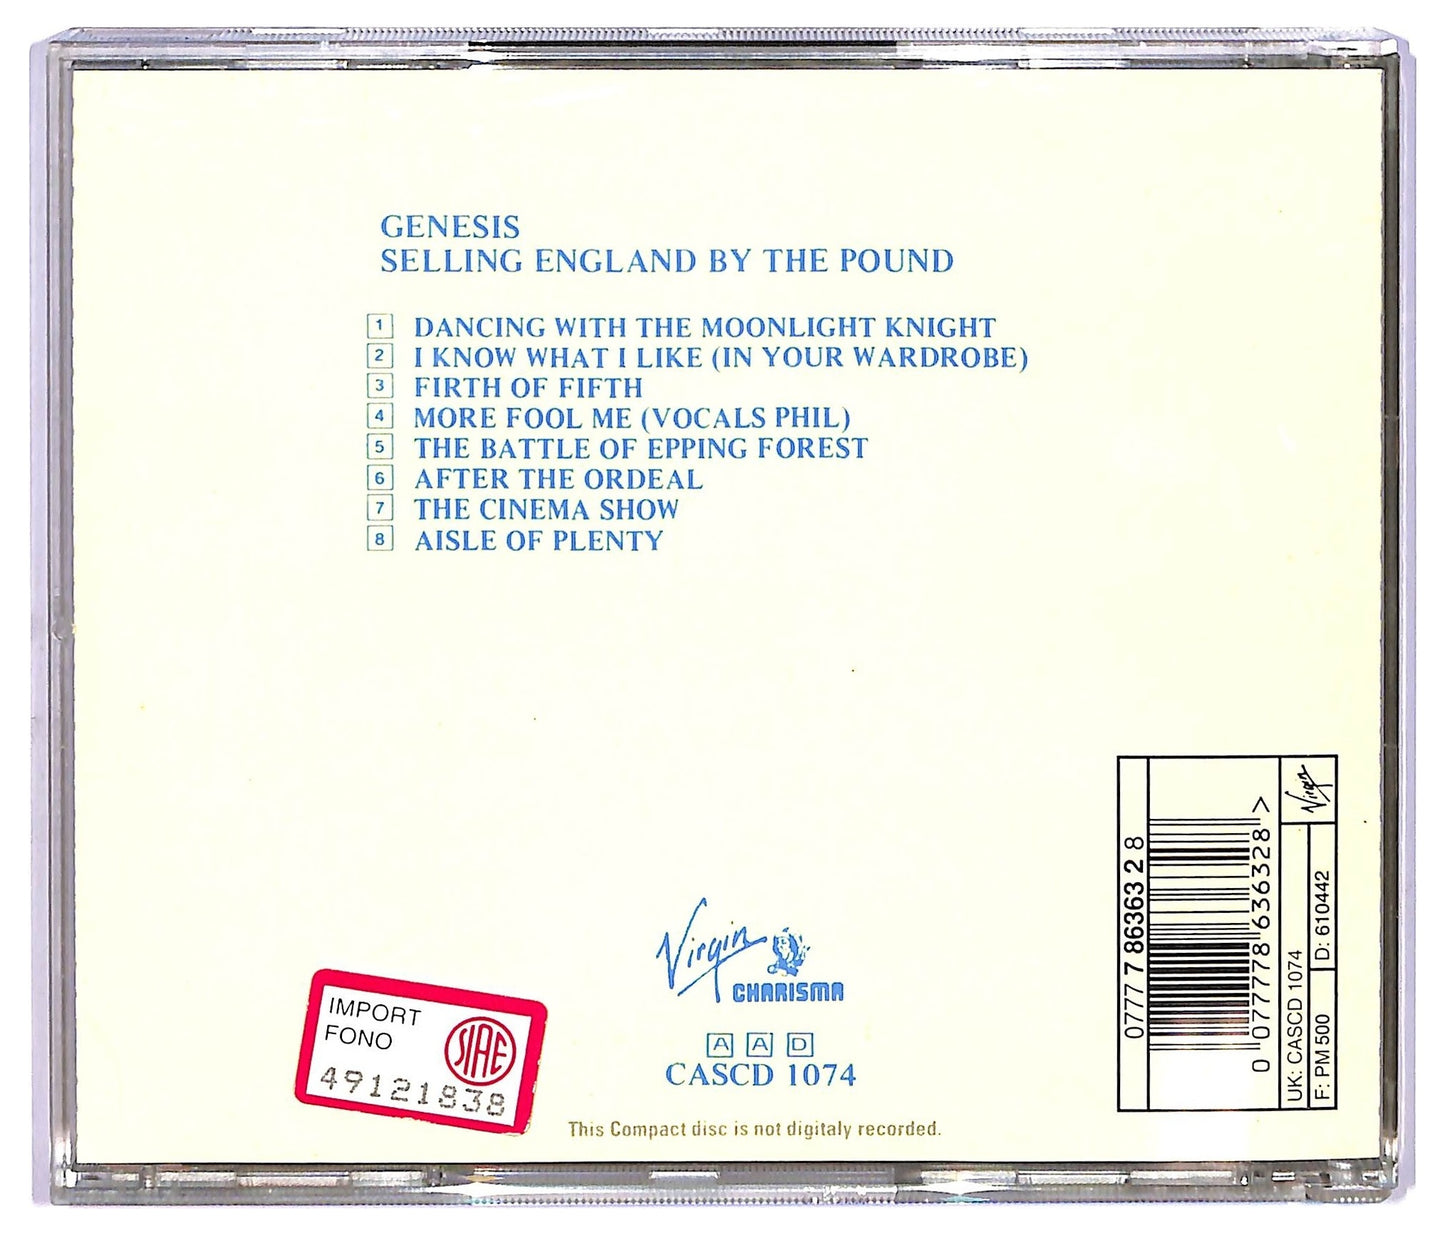 GENESIS
SELLING ENGLAND BY THE POUND
1 DANCING WITH THE MOONLIGHT KNIGHT
2 I KNOW WHAT I LIKE (IN YOUR WARDROBE)
3 FIRTH OF FIFTH
4 MORE FOOL ME (VOCALS PHIL)
5 THE BATTLE OF EPPING FOREST
6 AFTER THE ORDEAL
7 THE CINEMA SHOW
8 AISLE OF PLENTY
Virgin
CHARISMA
A A D
CASCD 1074
This Compact disc is not digitaly recorded.
IMPORT
FONO
SIAE
49121838
0777 7 86363 2 8
0 077778 636328 >
UK: CASCD 1074
F: PM 500
D: 610442
Virgin